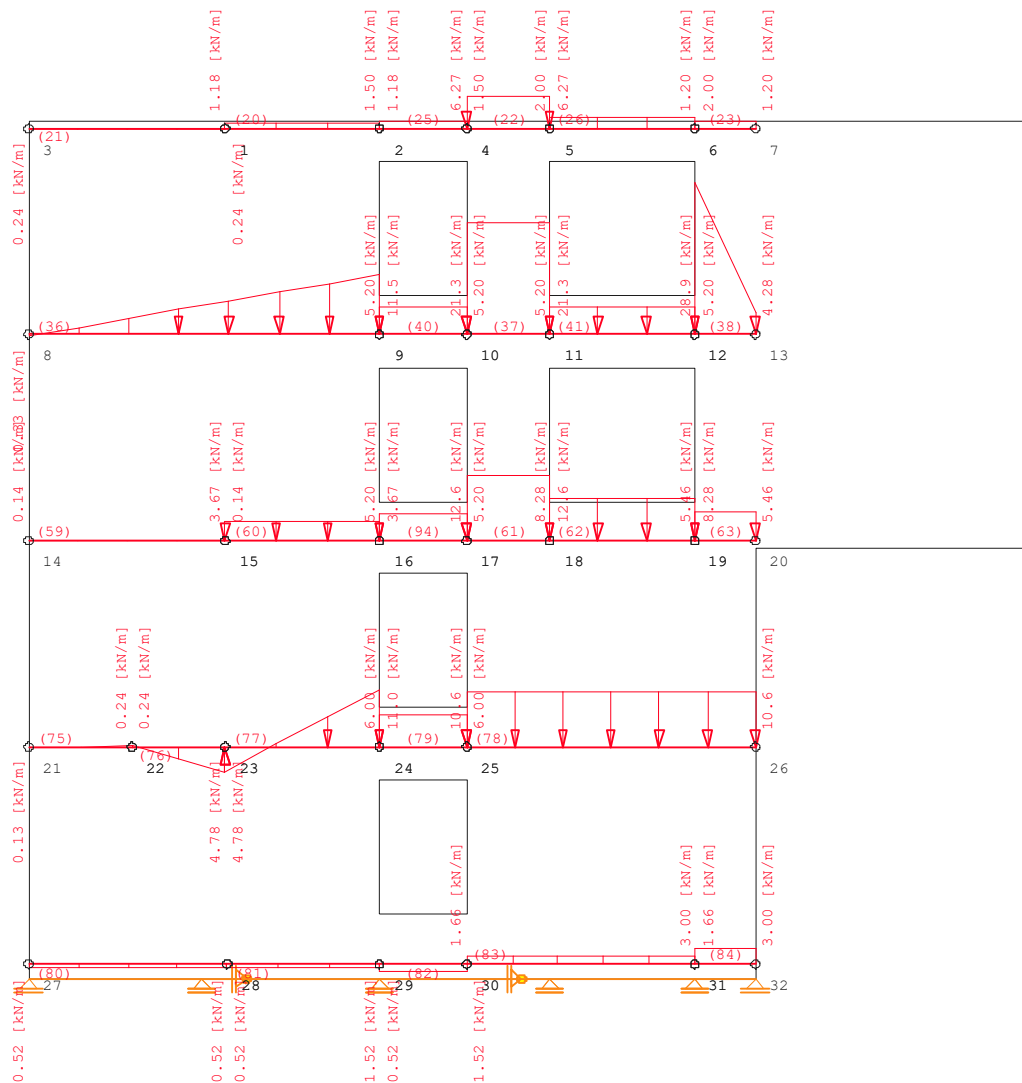 1.18 [kN/m]
1.50 [kN/m]
1.18 [kN/m]
6.27 [kN/m]
1.50 [kN/m]
2.00 [kN/m]
6.27 [kN/m]
1.20 [kN/m]
2.00 [kN/m]
1.20 [kN/m]
(21)
(20)
(25)
(22)
(26)
(23)
3
1
2
4
5
6
7
0.24 [kN/m]
0.24 [kN/m]
5.20 [kN/m]
11.5 [kN/m]
21.3 [kN/m]
5.20 [kN/m]
5.20 [kN/m]
21.3 [kN/m]
28.9 [kN/m]
5.20 [kN/m]
4.28 [kN/m]
(36)
(40)
(37)
(41)
(38)
8
9
10
11
12
13
0.14 [kN/m]
3.67 [kN/m]
0.14 [kN/m]
5.20 [kN/m]
3.67 [kN/m]
12.6 [kN/m]
5.20 [kN/m]
8.28 [kN/m]
12.6 [kN/m]
5.46 [kN/m]
8.28 [kN/m]
5.46 [kN/m]
(59)
(60)
(94)
(61)
(62)
(63)
14
15
16
17
18
19
20
0.24 [kN/m]
0.24 [kN/m]
6.00 [kN/m]
11.0 [kN/m]
10.6 [kN/m]
6.00 [kN/m]
10.6 [kN/m]
(75)
(76)
(77)
(79)
(78)
21
22
23
24
25
26
0.13 [kN/m]
4.78 [kN/m]
4.78 [kN/m]
1.66 [kN/m]
3.00 [kN/m]
1.66 [kN/m]
3.00 [kN/m]
(80)
(81)
(82)
(83)
(84)
27
28
29
30
31
32
0.52 [kN/m]
0.52 [kN/m]
0.52 [kN/m]
1.52 [kN/m]
0.52 [kN/m]
1.52 [kN/m]